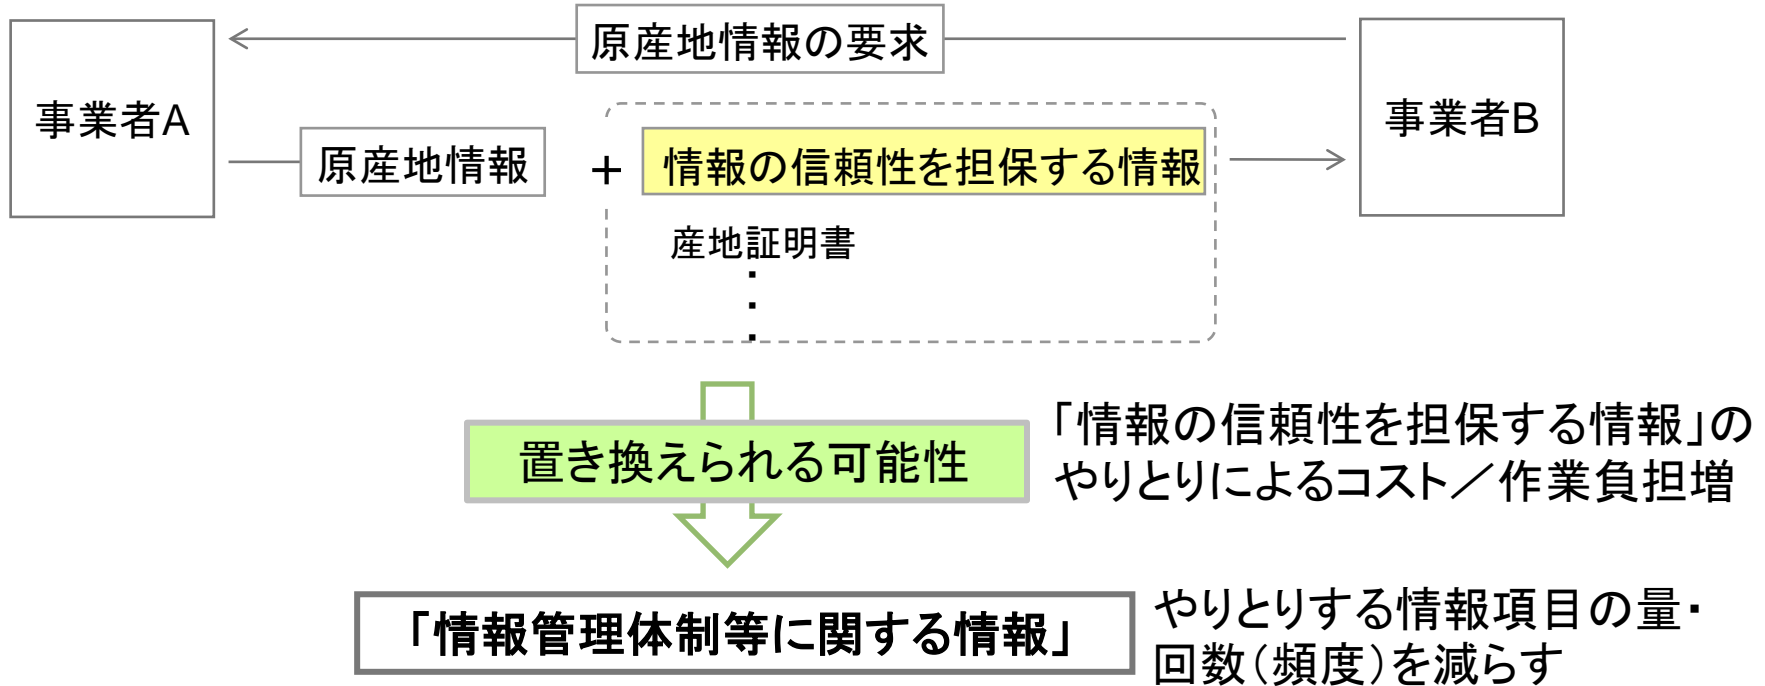 原産地情報の要求
事業者A
原産地情報
+
情報の信頼性を担保する情報
事業者B
産地証明書
・
・
・
置き換えられる可能性
「情報の信頼性を担保する情報」の
やりとりによるコスト／作業負担増
「情報管理体制等に関する情報」
やりとりする情報項目の量・
回数（頻度）を減らす